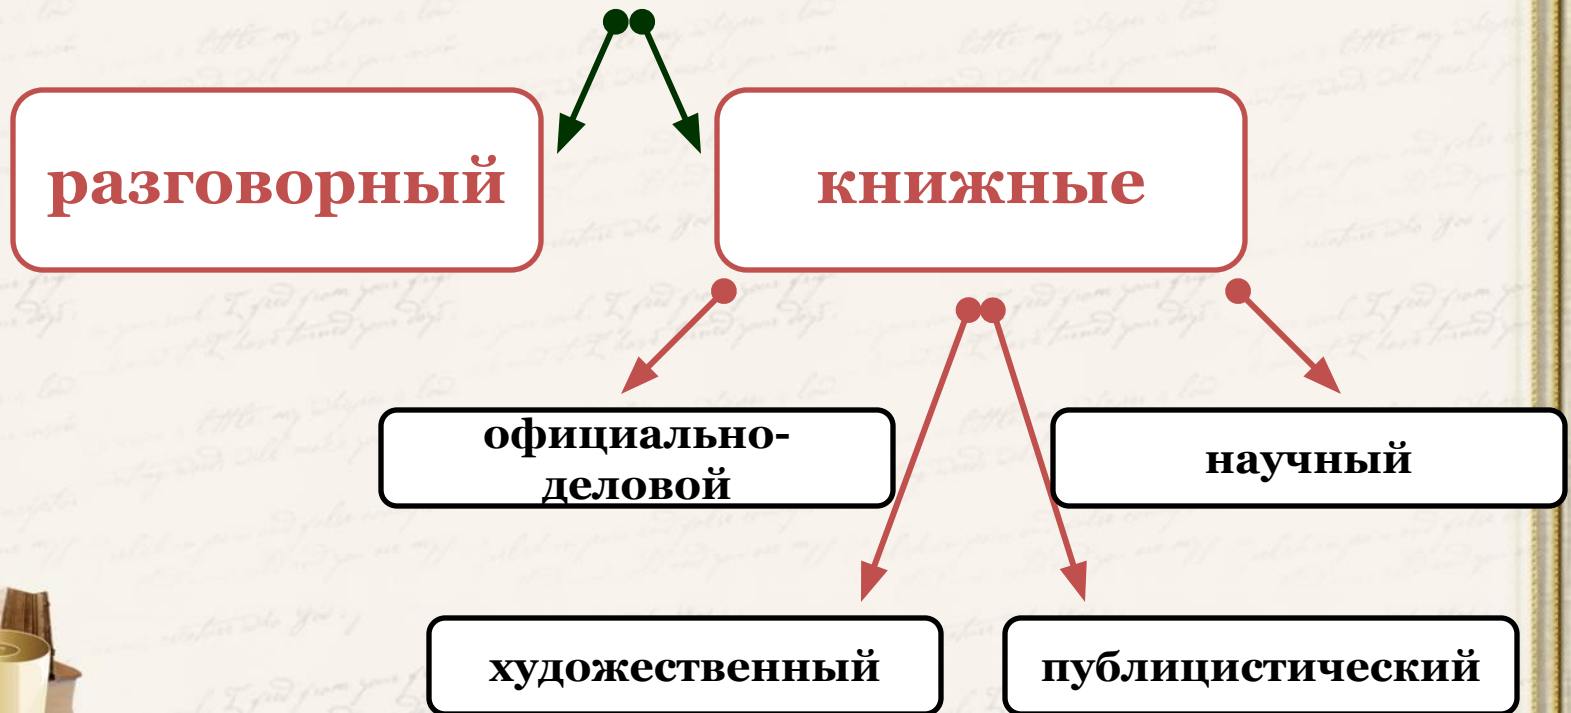 разговорный
книжные
официально-
деловой
научный
художественный
публицистический